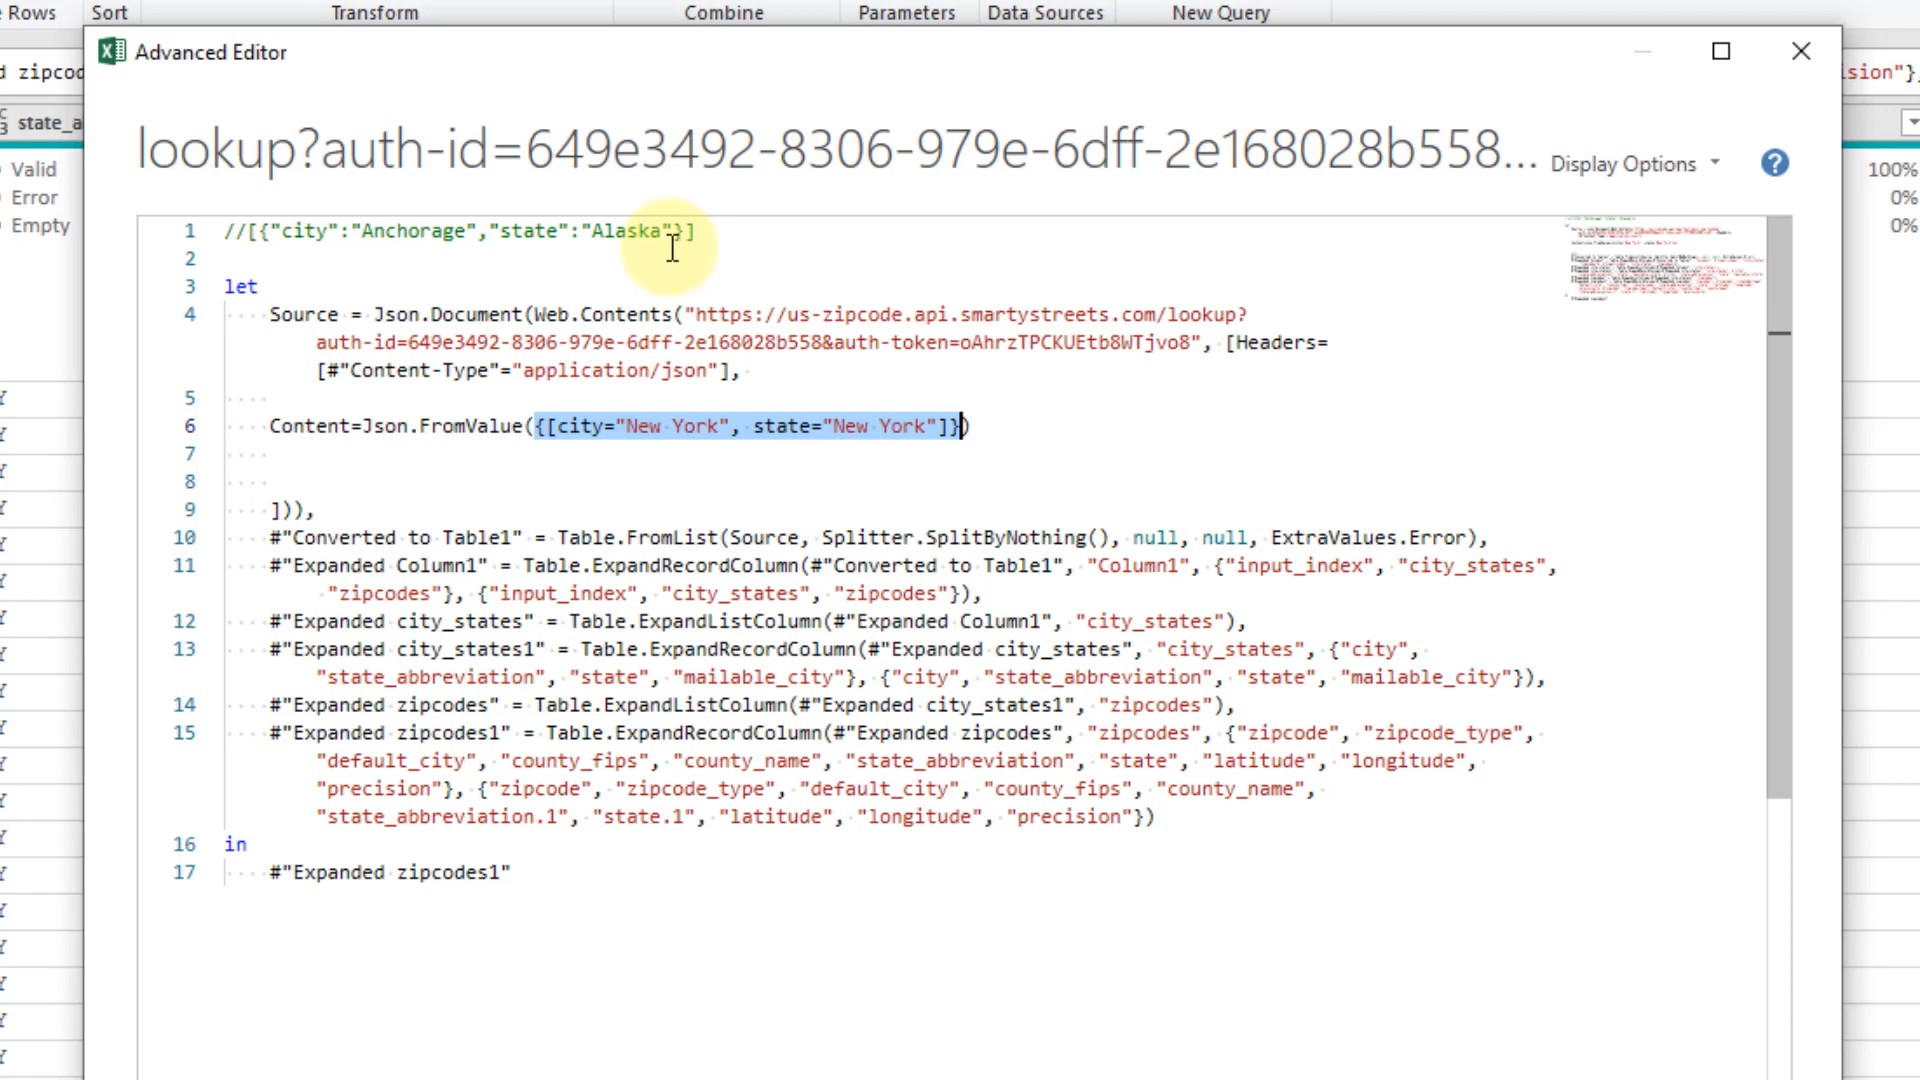 Rows Sort Transform Combine Parameters Data Sources New Query
Advanced Editor
d zipcod
ision"},
state_a
Valid
Error
Empty
100%
0%
0%
lookup?auth-id=649e3492-8306-979e-6dff-2e168028b558...
Display Options
?
1 //[{"city":"Anchorage","state":"Alaska"}]
2
3 let
4 Source = Json.Document(Web.Contents("https://us-zipcode.api.smartystreets.com/lookup?
auth-id=649e3492-8306-979e-6dff-2e168028b558&auth-token=oAhrzTPCKUEtb8WTjvo8", [Headers=
[#"Content-Type"="application/json"],
5
6 Content=Json.FromValue({[city="New York", state="New York"]})
7
8
9 ])),
10 #"Converted to Table1" = Table.FromList(Source, Splitter.SplitByNothing(), null, null, ExtraValues.Error),
11 #"Expanded Column1" = Table.ExpandRecordColumn(#"Converted to Table1", "Column1", {"input_index", "city_states",
"zipcodes"}, {"input_index", "city_states", "zipcodes"}),
12 #"Expanded city_states" = Table.ExpandListColumn(#"Expanded Column1", "city_states"),
13 #"Expanded city_states1" = Table.ExpandRecordColumn(#"Expanded city_states", "city_states", {"city",
"state_abbreviation", "state", "mailable_city"}, {"city", "state_abbreviation", "state", "mailable_city"}),
14 #"Expanded zipcodes" = Table.ExpandListColumn(#"Expanded city_states1", "zipcodes"),
15 #"Expanded zipcodes1" = Table.ExpandRecordColumn(#"Expanded zipcodes", "zipcodes", {"zipcode", "zipcode_type",
"default_city", "county_fips", "county_name", "state_abbreviation", "state", "latitude", "longitude",
"precision"}, {"zipcode", "zipcode_type", "default_city", "county_fips", "county_name",
"state_abbreviation.1", "state.1", "latitude", "longitude", "precision"})
16 in
17 #"Expanded zipcodes1"